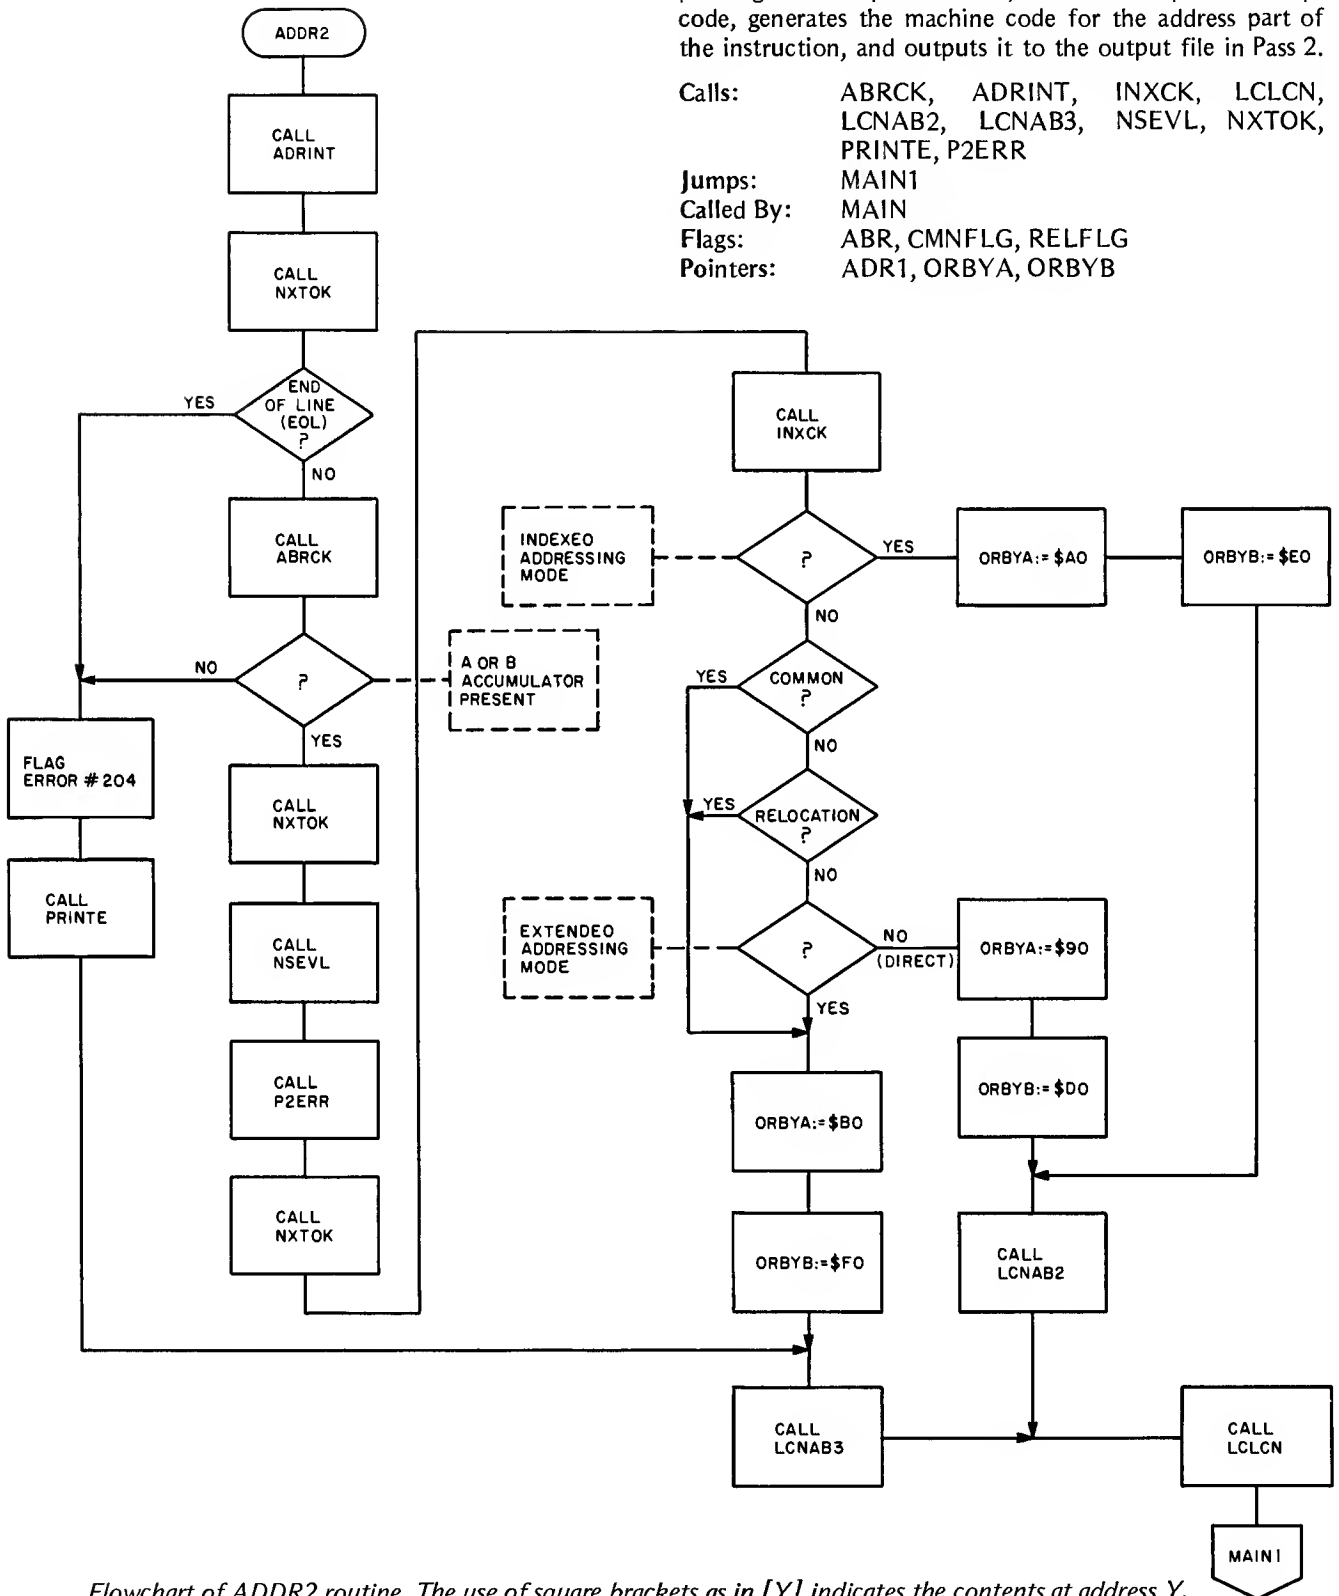 code, generates the machine code for the address part of
the instruction, and outputs it to the output file in Pass 2.
Calls: ABRCK, ADRINT, INXCK, LCLCN,
LCNAB2, LCNAB3, NSEVL, NXTOK,
PRINTE, P2ERR
Jumps: MAIN1
Called By: MAIN
Flags: ABR, CMNFLG, RELFLG
Pointers: ADR1, ORBYA, ORBYB
ADDR2
CALL
ADRINT
CALL
NXTOK
END
OF LINE
(EOL)
?
YES
NO
CALL
ABRCK
?
NO
A OR B
ACCUMULATOR
PRESENT
YES
FLAG
ERROR #204
CALL
PRINTE
CALL
NXTOK
CALL
NSEVL
CALL
P2ERR
CALL
NXTOK
CALL
INXCK
INDEXEO
ADDRESSING
MODE
?
YES
ORBYA:=$A0
ORBYB:=$E0
NO
COMMON
?
YES
NO
RELOCATION
?
YES
NO
EXTENDEO
ADDRESSING
MODE
?
NO
(DIRECT)
ORBYA:=$90
YES
ORBYB:=$D0
ORBYA:=$B0
ORBYB:=$F0
CALL
LCNAB2
CALL
LCNAB3
CALL
LCLCN
MAIN1
Flowchart of ADDR2 routine. The use of square brackets as in [Y] indicates the contents at address Y.